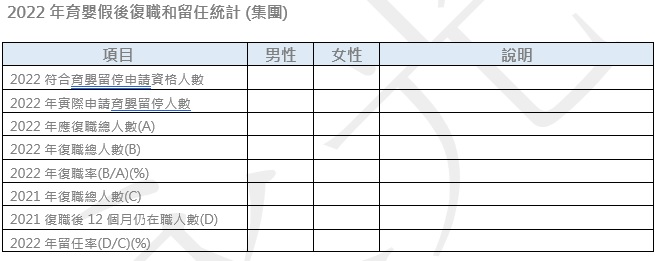 2022 年育嬰假後復職和留任統計 (集團)
項目 男性 女性 說明
2022 符合育嬰留停申請資格人數
2022 年實際申請育嬰留停人數
2022 年應復職總人數(A)
2022 年復職總人數(B)
2022 年復職率(B/A)(%)
2021 年復職總人數(C)
2021 復職後 12 個月仍在職人數(D)
2022 年留任率(D/C)(%)